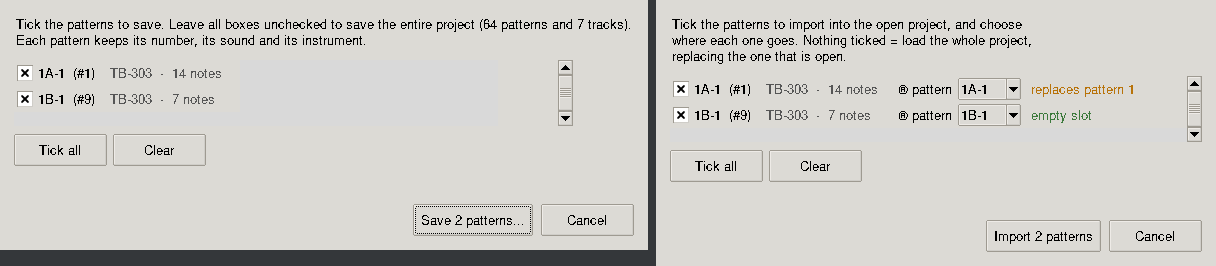 Tick the patterns to save. Leave all boxes unchecked to save the entire project (64 patterns and 7 tracks).
Each pattern keeps its number, its sound and its instrument.
1A-1 (#1) TB-303 · 14 notes
1B-1 (#9) TB-303 · 7 notes
Tick all Clear
Save 2 patterns... Cancel
Tick the patterns to import into the open project, and choose
where each one goes. Nothing ticked = load the whole project,
replacing the one that is open.
1A-1 (#1) TB-303 · 14 notes ® pattern 1A-1 replaces pattern 1
1B-1 (#9) TB-303 · 7 notes ® pattern 1B-1 empty slot
Tick all Clear
Import 2 patterns Cancel